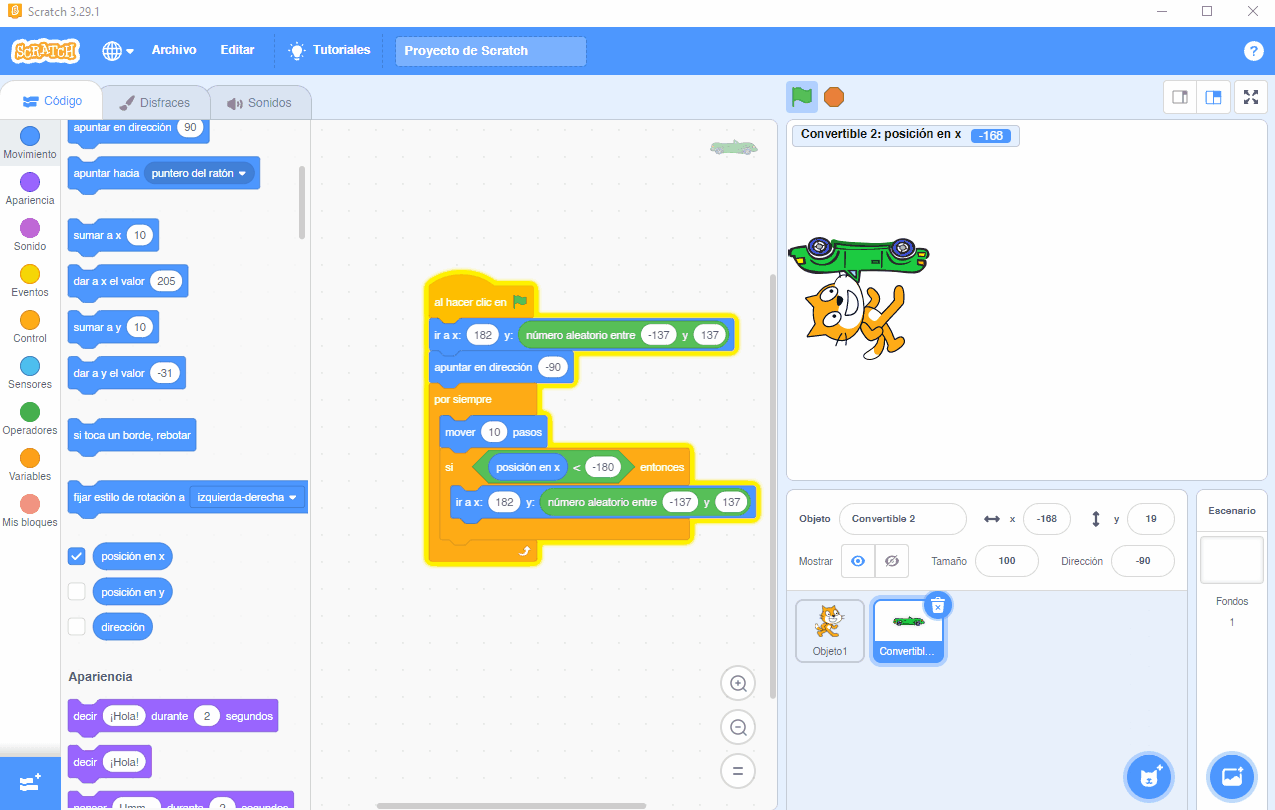 Scratch 3.29.1
SCRATCH
Archivo
Editar
Tutoriales
Proyecto de Scratch
?
Código
Disfraces
Sonidos
Movimiento
Apariencia
Sonido
Eventos
Control
Sensores
Operadores
Variables
Mis bloques
apuntar en dirección 90
apuntar hacia puntero del ratón
sumar a x 10
dar a x el valor 205
sumar a y 10
dar a y el valor -31
si toca un borde, rebotar
fijar estilo de rotación a izquierda-derecha
posición en x
posición en y
dirección
Apariencia
decir ¡Hola! durante 2 segundos
decir ¡Hola!
pensar Umm... durante 2 segundos
al hacer clic en
ir a x: 182 y: número aleatorio entre -137 y 137
apuntar en dirección -90
por siempre
mover 10 pasos
si posición en x < -180 entonces
ir a x: 182 y: número aleatorio entre -137 y 137
Convertible 2: posición en x -168
Objeto Convertible 2 x -168 y 19
Mostrar Tamaño 100 Dirección -90
Objeto1
Convertibl...
Escenario
Fondos
1